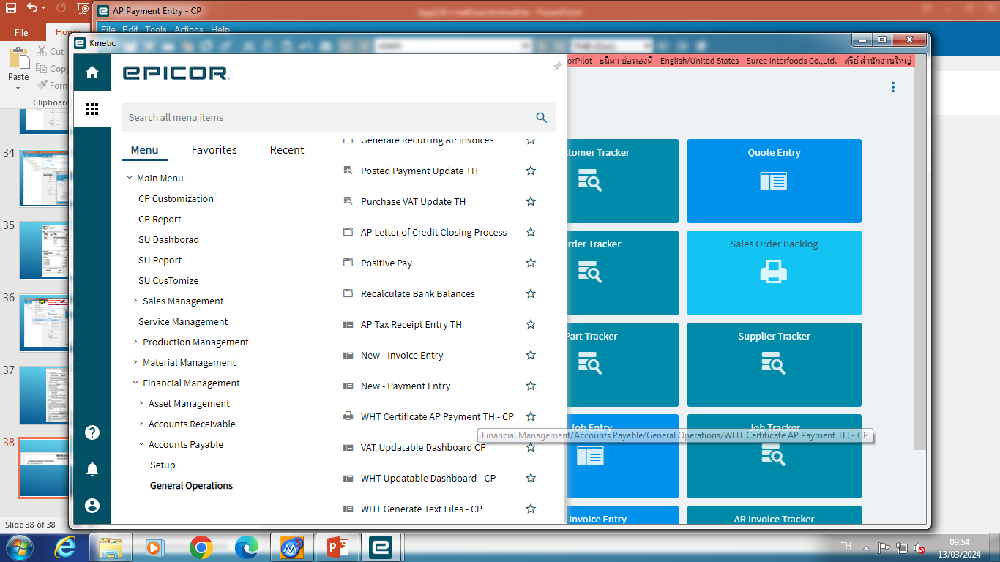 AP Payment Entry - CP
File
Home
File Edit Tools Actions Help
Kinetic
Cut
Copy
Paste
Form
Clipboard
34
35
36
37
38
Slide 38 of 38
EPICOR
Search all menu items
Menu Favorites Recent
Main Menu
CP Customization
CP Report
SU Dashborad
SU Report
SU CusTomize
Sales Management
Service Management
Production Management
Material Management
Financial Management
Asset Management
Accounts Receivable
Accounts Payable
Setup
General Operations
Generate Recurring AP Invoices
Posted Payment Update TH
Purchase VAT Update TH
AP Letter of Credit Closing Process
Positive Pay
Recalculate Bank Balances
AP Tax Receipt Entry TH
New - Invoice Entry
New - Payment Entry
WHT Certificate AP Payment TH - CP
VAT Updatable Dashboard CP
WHT Updatable Dashboard - CP
WHT Generate Text Files - CP
Financial Management/Accounts Payable/General Operations/WHT Certificate AP Payment TH - CP
orPilot ธนิดา ช่อทองดี English/United States Suree Interfoods Co.,Ltd. สุรีย์ สำนักงานใหญ่
stomer Tracker
Quote Entry
rder Tracker
Sales Order Backlog
Part Tracker
Supplier Tracker
Job Entry
Job Tracker
Invoice Entry
AR Invoice Tracker
TH
09:54
13/03/2024